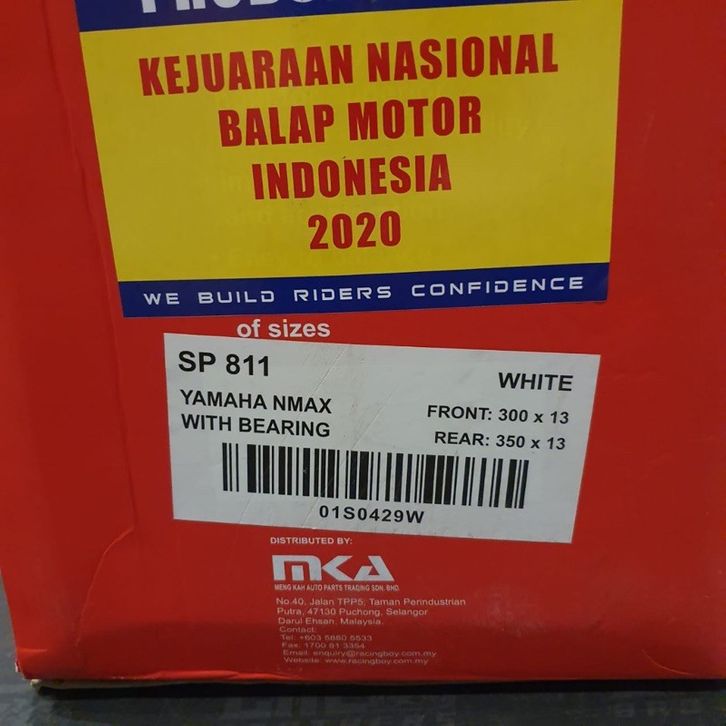 KEJUARAAN NASIONAL
BALAP MOTOR
INDONESIA
2020
WE BUILD RIDERS CONFIDENCE
of sizes
SP 811
WHITE
YAMAHA NMAX
FRONT: 300 x 13
WITH BEARING
REAR: 350 x 13
01S0429W
DISTRIBUTED BY:
MKA
MENG KAH AUTO PARTS TRADING SDN. BHD.
No.40, Jalan TPP5, Taman Perindustrian
Putra, 47130 Puchong, Selangor
Darul Ehsan, Malaysia.
Contact:
Tel: +603 5880 5533
Fax: 1700 81 3354
Email: enquiry@racingboy.com.my
Website: www.racingboy.com.my